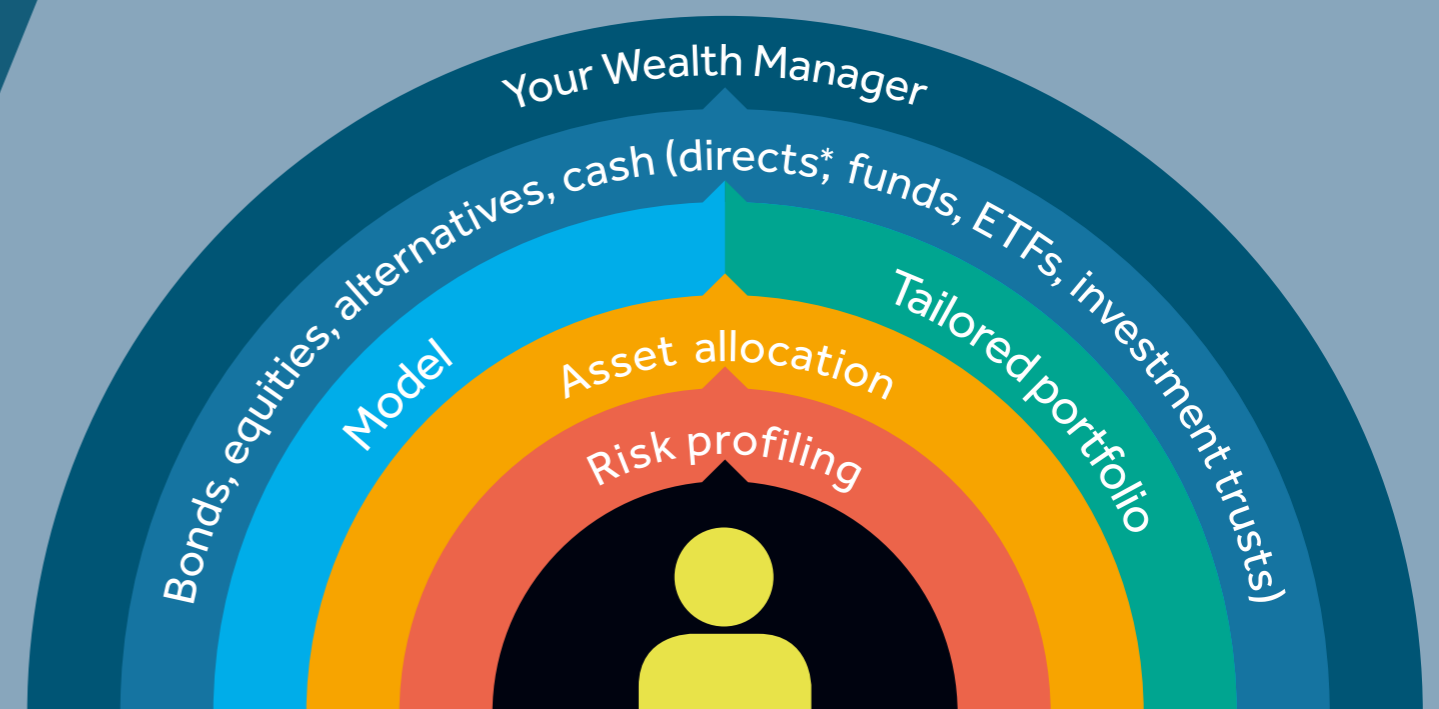 Your Wealth Manager
Bonds, equities, alternatives, cash (directs*, funds, ETFs, investment trusts)
Model
Tailored portfolio
Asset allocation
Risk profiling